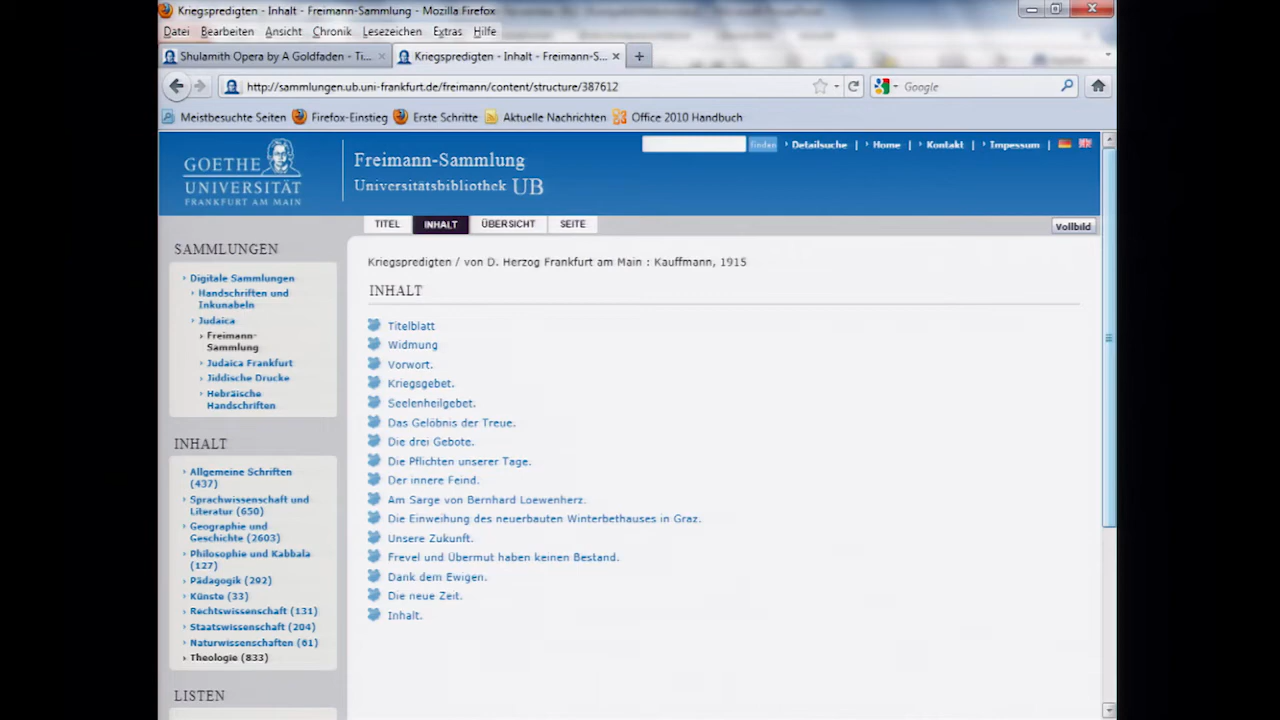 Kriegspredigten - Inhalt - Freimann-Sammlung - Mozilla Firefox
Datei Bearbeiten Ansicht Chronik Lesezeichen Extras Hilfe
Shulamith Opera by A Goldfaden - Ti... Kriegspredigten - Inhalt - Freimann-S...
http://sammlungen.ub.uni-frankfurt.de/freimann/content/structure/387612 Google
Meistbesuchte Seiten Firefox-Einstieg Erste Schritte Aktuelle Nachrichten Office 2010 Handbuch
GOETHE
UNIVERSITÄT
FRANKFURT AM MAIN
Freimann-Sammlung
Universitätsbibliothek UB
finden Detailsuche | Home | Kontakt | Impessum |
TITEL INHALT ÜBERSICHT SEITE Vollbild
SAMMLUNGEN
Digitale Sammlungen
Handschriften und
Inkunabeln
Judaica
Freimann-
Sammlung
Judaica Frankfurt
Jiddische Drucke
Hebräische
Handschriften
INHALT
Allgemeine Schriften
(437)
Sprachwissenschaft und
Literatur (650)
Geographie und
Geschichte (2603)
Philosophie und Kabbala
(127)
Pädagogik (292)
Künste (33)
Rechtswissenschaft (131)
Staatswissenschaft (204)
Naturwissenschaften (61)
Theologie (833)
LISTEN
Kriegspredigten / von D. Herzog Frankfurt am Main : Kauffmann, 1915
INHALT
Titelblatt
Widmung
Vorwort.
Kriegsgebet.
Seelenheilgebet.
Das Gelöbnis der Treue.
Die drei Gebote.
Die Pflichten unserer Tage.
Der innere Feind.
Am Sarge von Bernhard Loewenherz.
Die Einweihung des neuerbauten Winterbethauses in Graz.
Unsere Zukunft.
Frevel und Übermut haben keinen Bestand.
Dank dem Ewigen.
Die neue Zeit.
Inhalt.